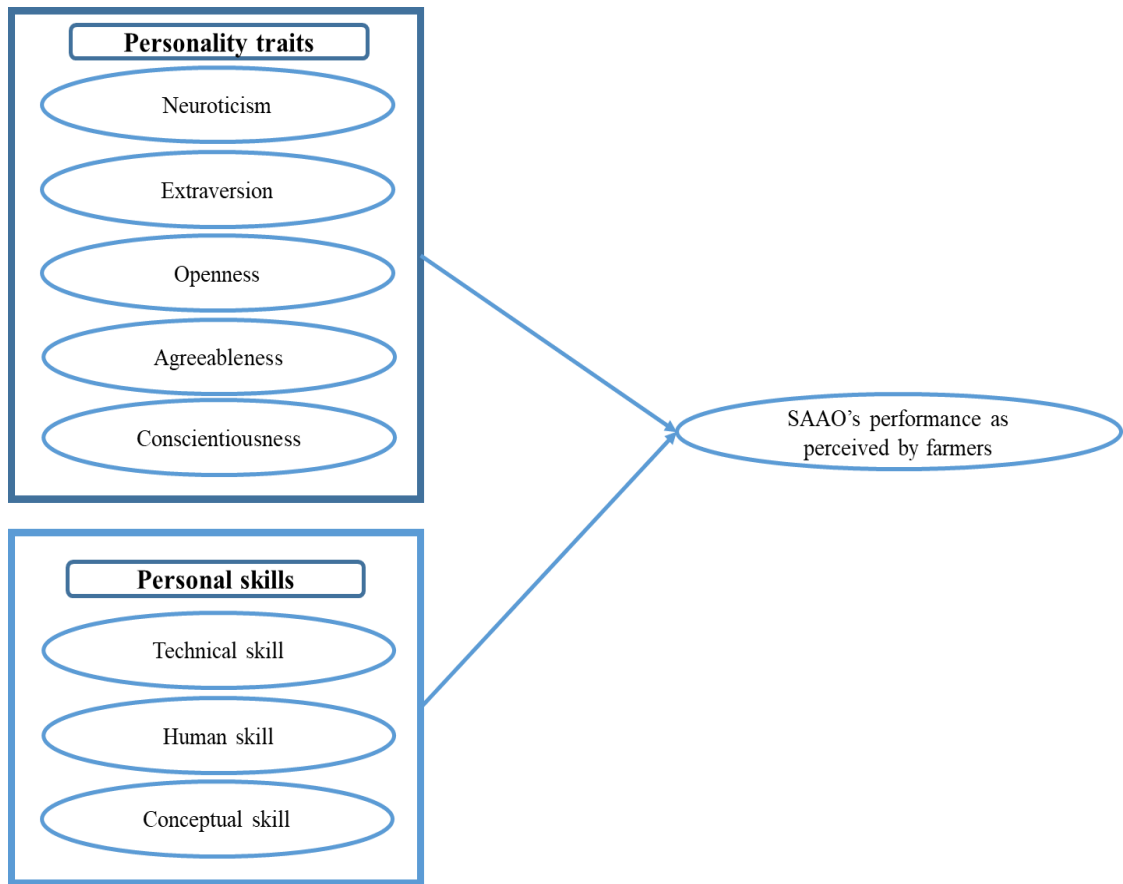 Personality traits
Neuroticism
Extraversion
Openness
Agreeableness
Conscientiousness
SAAO’s performance as
perceived by farmers
Personal skills
Technical skill
Human skill
Conceptual skill